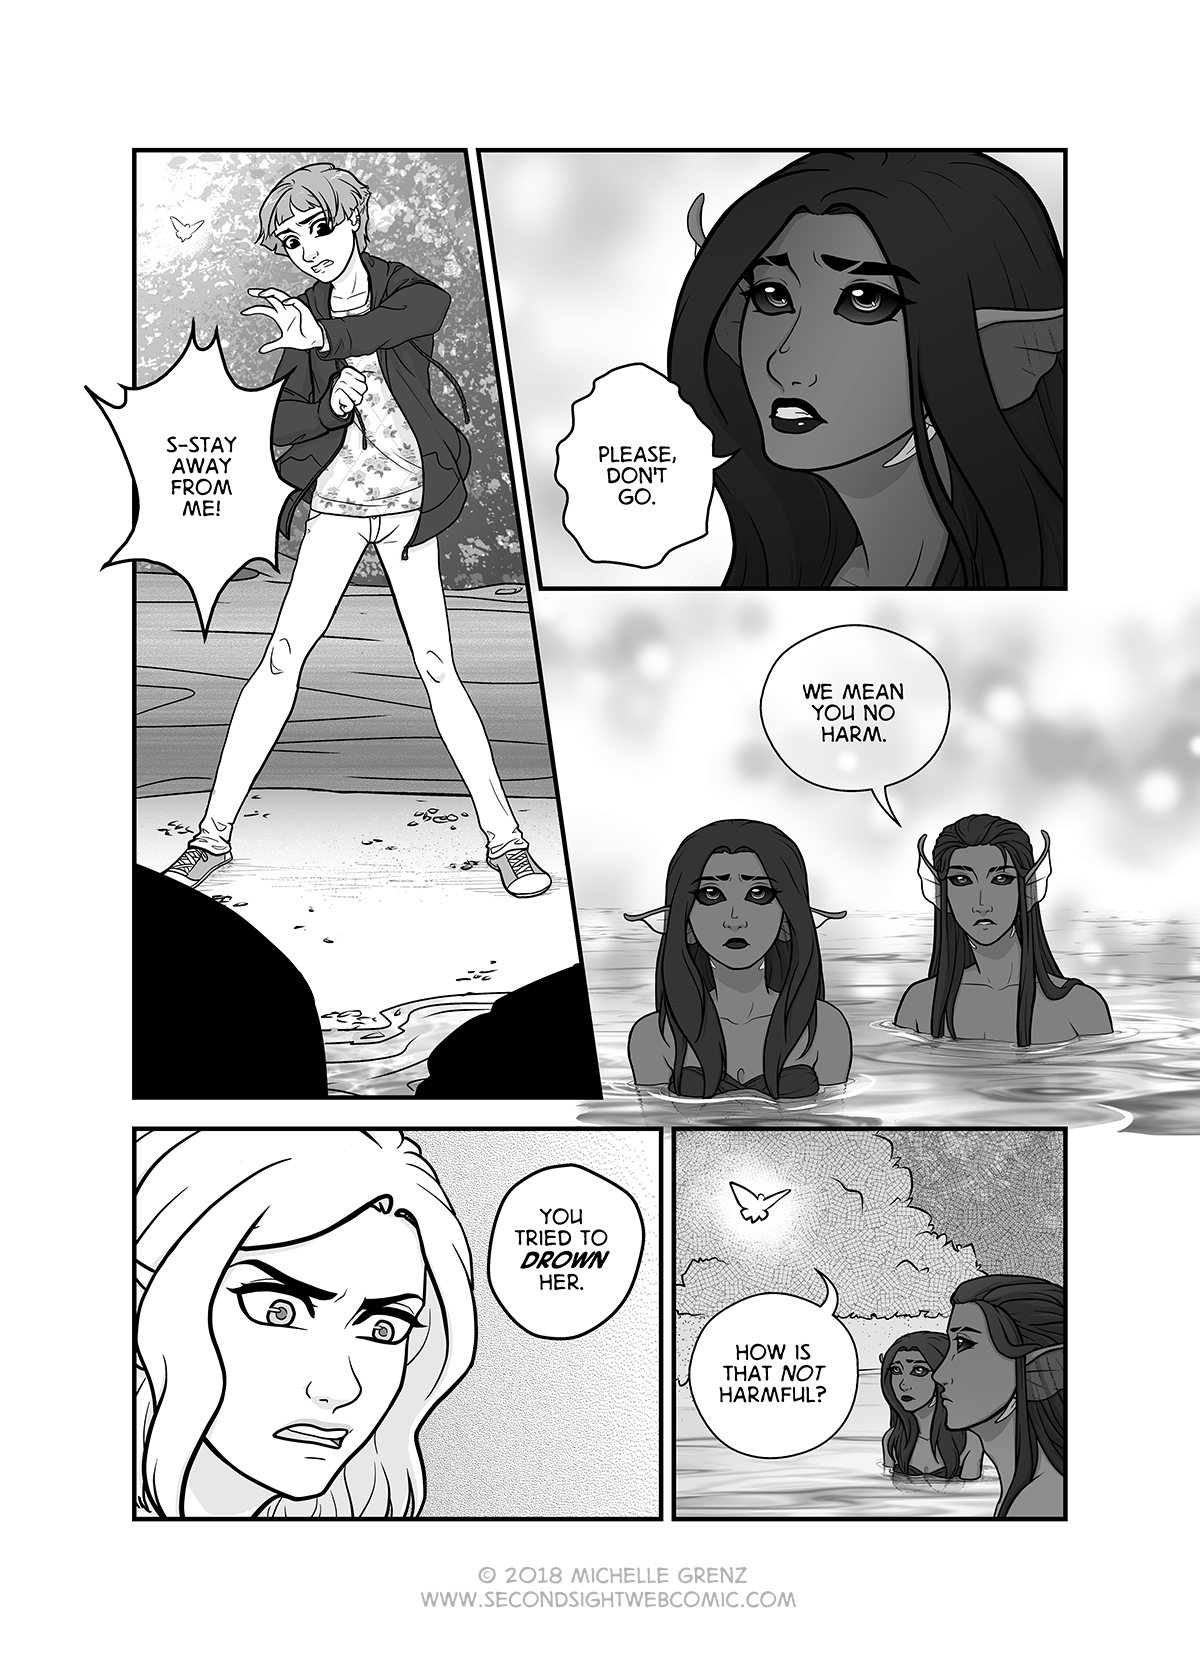 S-STAY
AWAY
FROM
ME!
PLEASE,
DON'T
GO.
WE MEAN
YOU NO
HARM.
YOU
TRIED TO
DROWN
HER.
HOW IS
THAT NOT
HARMFUL?
© 2018 MICHELLE GRENZ
WWW.SECONDSIGHTWEBCOMIC.COM